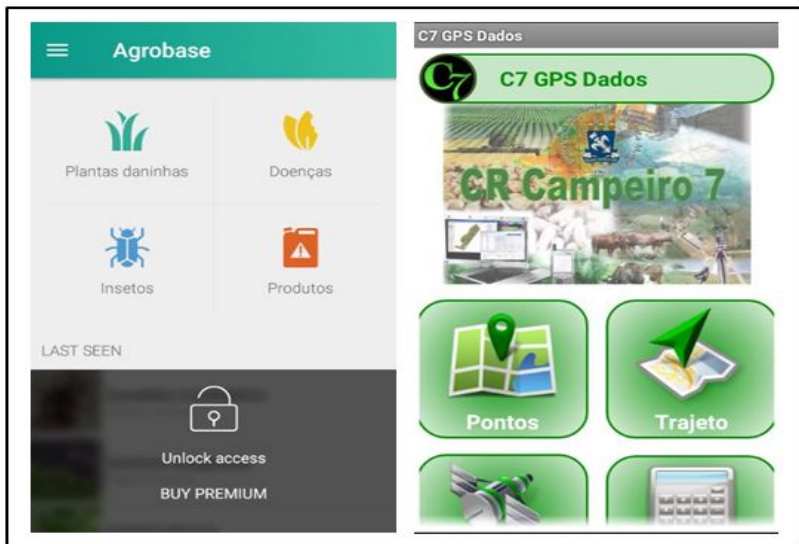 Agrobase
Plantas daninhas
Doenças
Insetos
Produtos
LAST SEEN
Unlock access
BUY PREMIUM
C7 GPS Dados
C7
C7 GPS Dados
CR Campeiro 7
Pontos
Trajeto